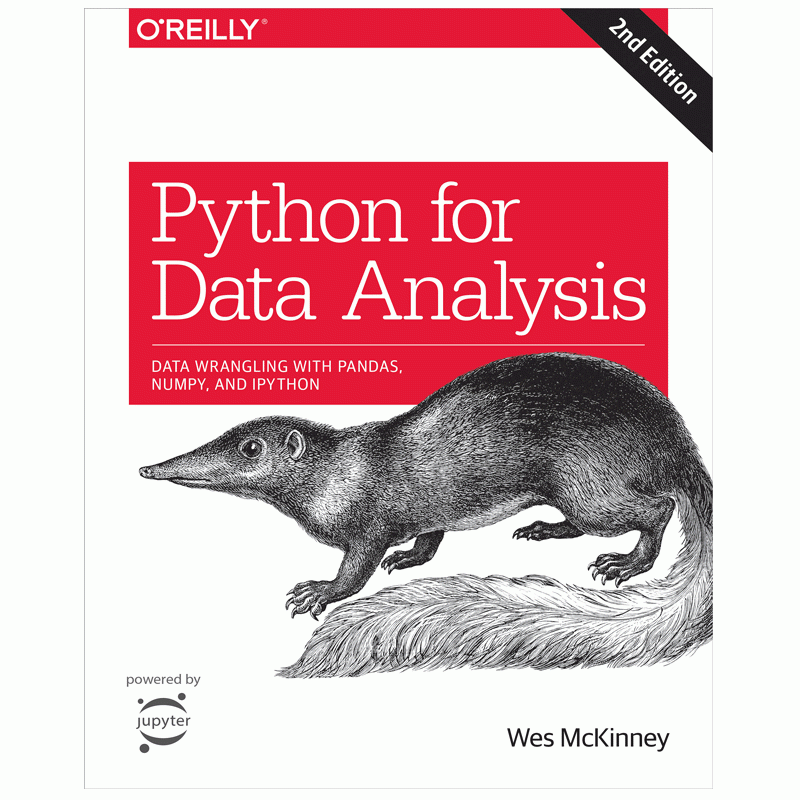 O'REILLY®
2nd Edition
Python for
Data Analysis
DATA WRANGLING WITH PANDAS,
NUMPY, AND IPYTHON
powered by
jupyter
Wes McKinney